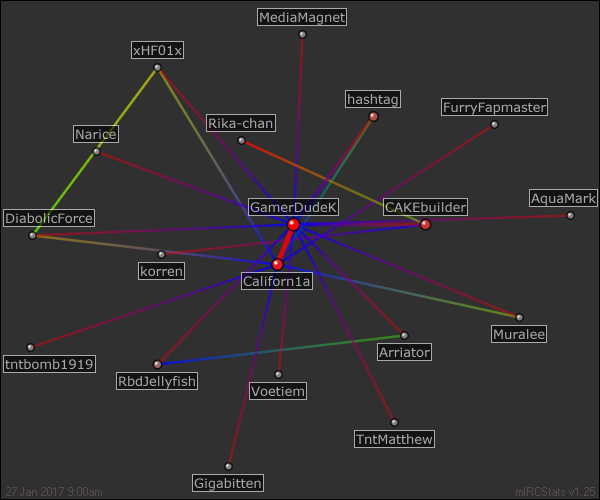 MediaMagnet
xHF01x
hashtag
FurryFapmaster
Rika-chan
Narice
AquaMark
GamerDudeK
CAKEbuilder
DiabolicForce
korren
Californ1a
Muralee
Arriator
tntbomb1919
RbdJellyfish
Voetiem
TntMatthew
Gigabitten
27 Jan 2017 9:00am
mIRCStats v1.25